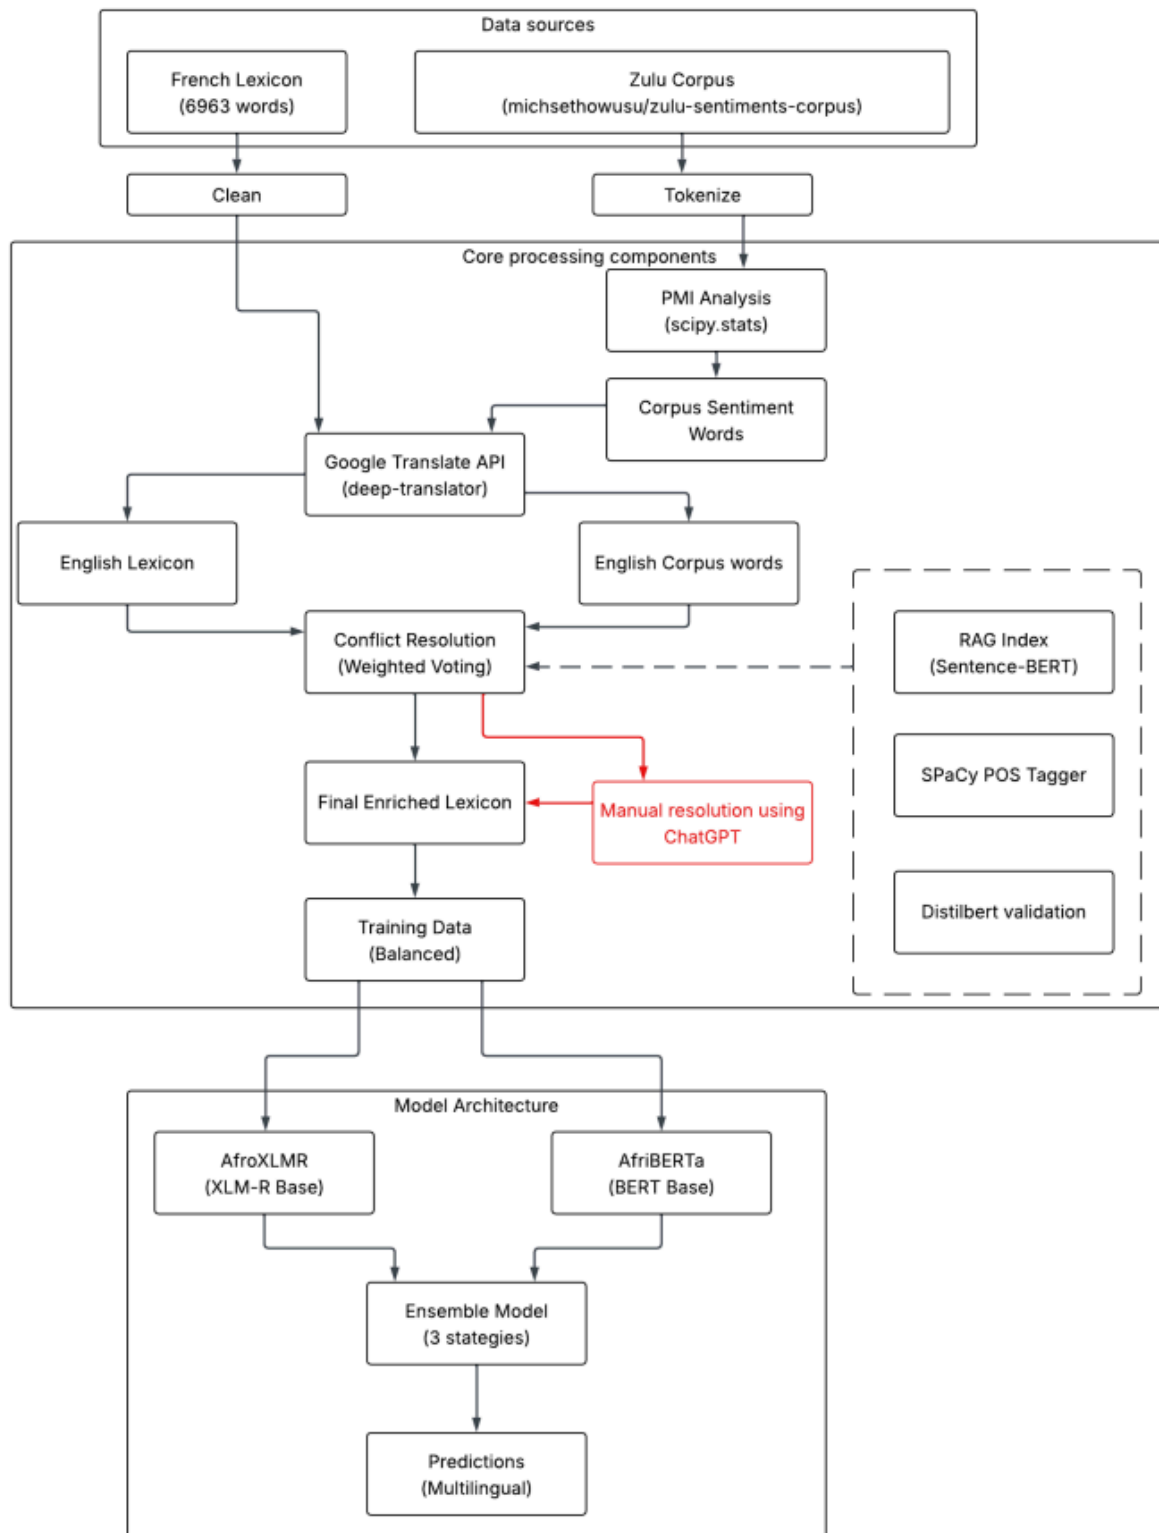 Data sources
French Lexicon
(6963 words)
Zulu Corpus
(michsethowusu/zulu-sentiments-corpus)
Clean
Tokenize
Core processing components
PMI Analysis
(scipy.stats)
Corpus Sentiment
Words
Google Translate API
(deep-translator)
English Lexicon
English Corpus words
Conflict Resolution
(Weighted Voting)
RAG Index
(Sentence-BERT)
SPaCy POS Tagger
Final Enriched Lexicon
Manual resolution using
ChatGPT
Distilbert validation
Training Data
(Balanced)
Model Architecture
AfroXLMR
(XLM-R Base)
AfriBERTa
(BERT Base)
Ensemble Model
(3 stategies)
Predictions
(Multilingual)